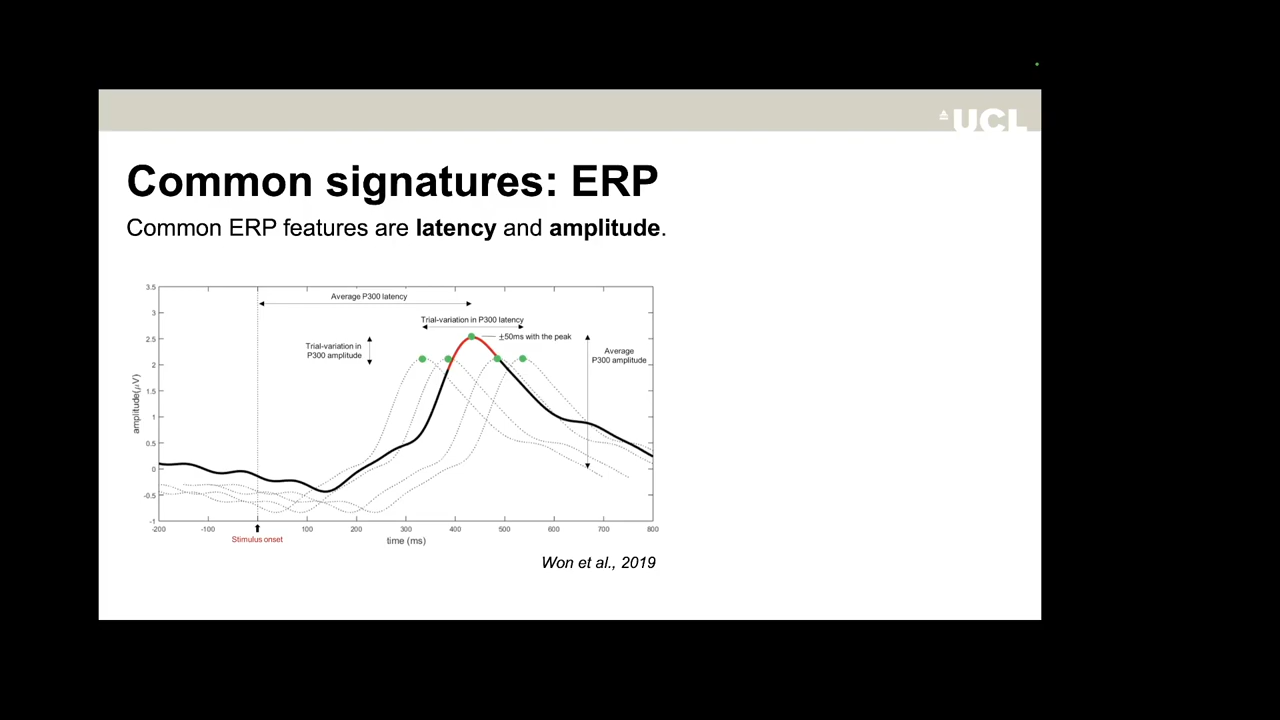 UCL
Common signatures: ERP
Common ERP features are latency and amplitude.
3.5
3
2.5
2
1.5
1
0.5
0
-0.5
-1
amplitude(μV)
Average P300 latency
Trial-variation in P300 latency
±50ms with the peak
Trial-variation in
P300 amplitude
Average
P300 amplitude
-200 -100 100 200 300 400 500 600 700 800
Stimulus onset
time (ms)
Won et al., 2019